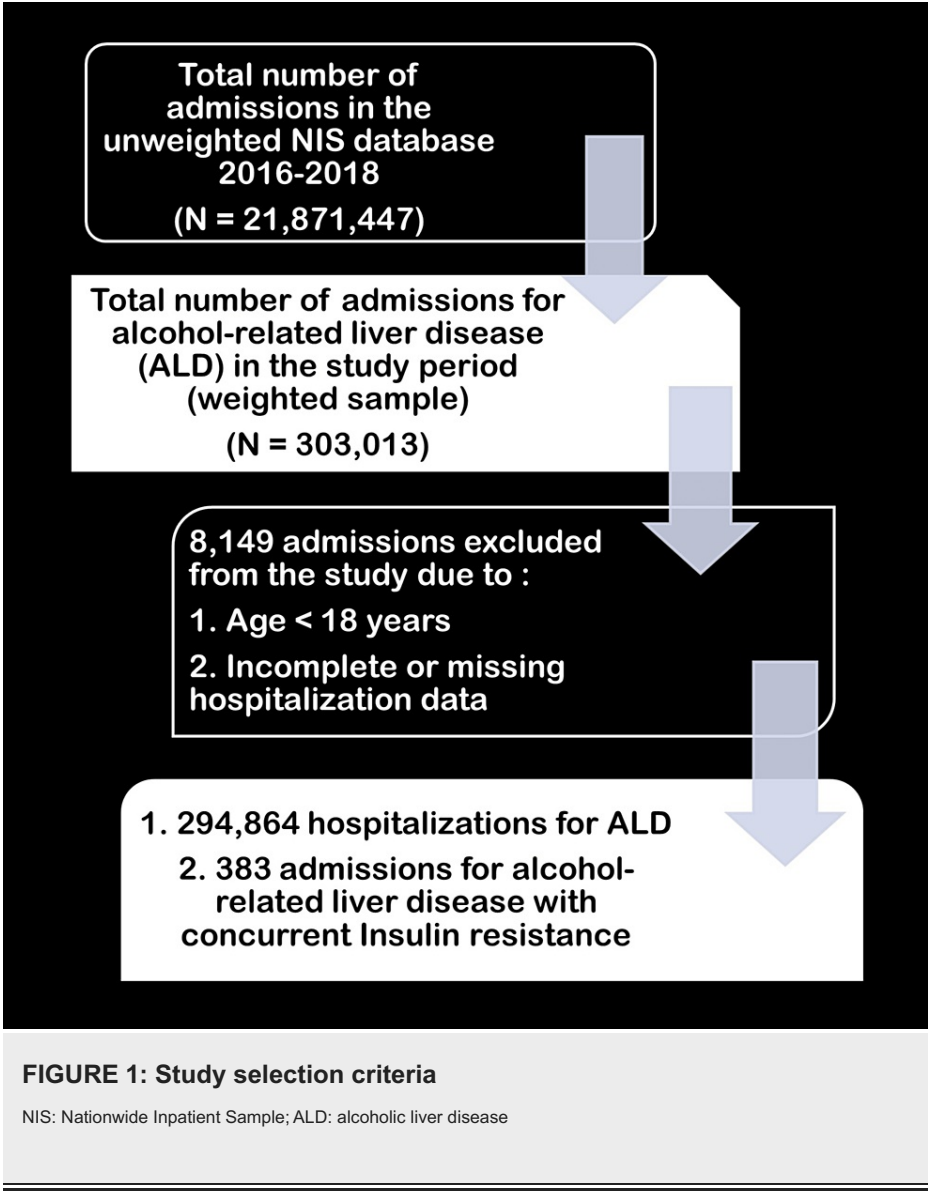 Total number of
admissions in the
unweighted NIS database
2016-2018
(N = 21,871,447)
Total number of admissions for
alcohol-related liver disease
(ALD) in the study period
(weighted sample)
(N = 303,013)
8,149 admissions excluded
from the study due to :
1. Age < 18 years
2. Incomplete or missing
hospitalization data
1. 294,864 hospitalizations for ALD
2. 383 admissions for alcohol-
related liver disease with
concurrent Insulin resistance
FIGURE 1: Study selection criteria
NIS: Nationwide Inpatient Sample; ALD: alcoholic liver disease